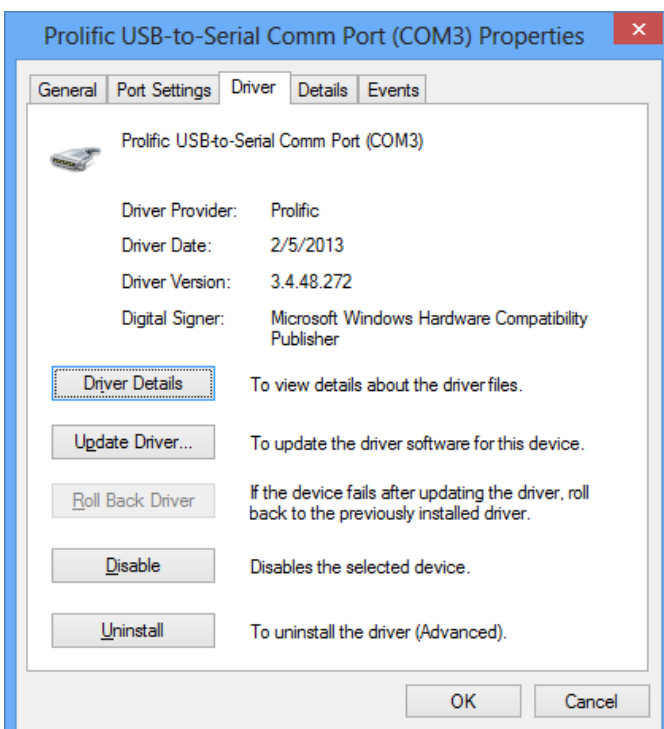 Prolific USB-to-Serial Comm Port (COM3) Properties
×
General Port Settings Driver Details Events
Prolific USB-to-Serial Comm Port (COM3)
Driver Provider: Prolific
Driver Date: 2/5/2013
Driver Version: 3.4.48.272
Digital Signer: Microsoft Windows Hardware Compatibility
Publisher
Driver Details To view details about the driver files.
Update Driver... To update the driver software for this device.
Roll Back Driver If the device fails after updating the driver, roll
back to the previously installed driver.
Disable Disables the selected device.
Uninstall To uninstall the driver (Advanced).
OK Cancel